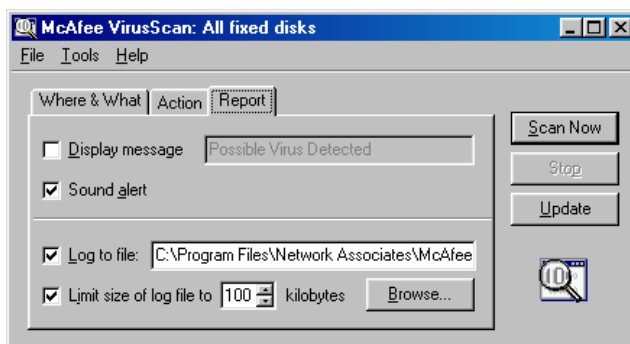 McAfee VirusScan: All fixed disks
File Tools Help
Where & What Action Report
Display message Possible Virus Detected
Sound alert
Log to file: C:\Program Files\Network Associates\McAfee
Limit size of log file to 100 kilobytes Browse...
Scan Now
Stop
Update